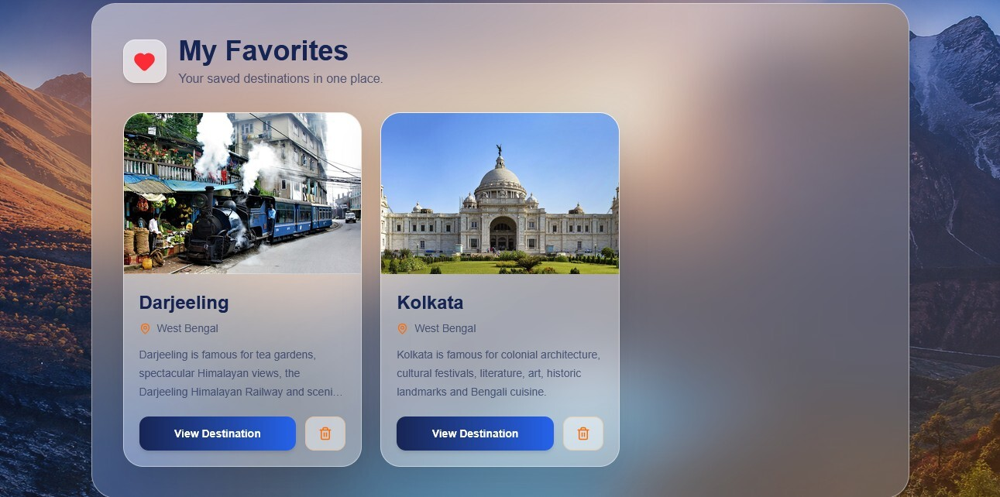 My Favorites
Your saved destinations in one place.
Darjeeling
West Bengal
Darjeeling is famous for tea gardens,
spectacular Himalayan views, the
Darjeeling Himalayan Railway and sceni...
View Destination
Kolkata
West Bengal
Kolkata is famous for colonial architecture,
cultural festivals, literature, art, historic
landmarks and Bengali cuisine.
View Destination